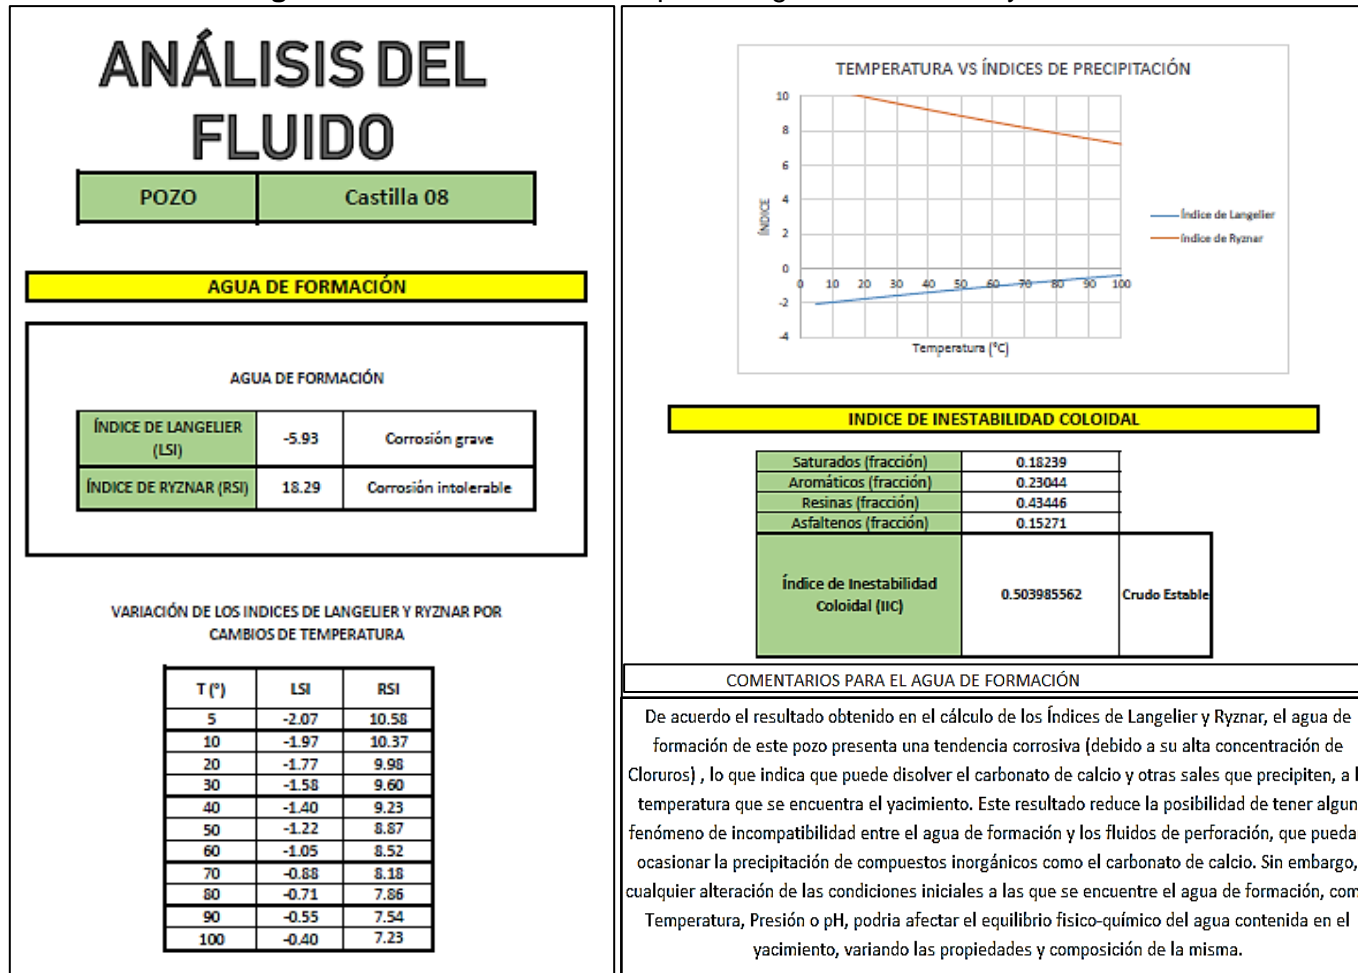 ANÁLISIS DEL
FLUIDO
POZO Castilla 08
AGUA DE FORMACIÓN
AGUA DE FORMACIÓN
ÍNDICE DE LANGELIER (LSI) -5.93 Corrosión grave
ÍNDICE DE RYZNAR (RSI) 18.29 Corrosión intolerable
VARIACIÓN DE LOS INDICES DE LANGELIER Y RYZNAR POR
CAMBIOS DE TEMPERATURA
T (°) LSI RSI
5 -2.07 10.58
10 -1.97 10.37
20 -1.77 9.98
30 -1.58 9.60
40 -1.40 9.23
50 -1.22 8.87
60 -1.05 8.52
70 -0.88 8.18
80 -0.71 7.86
90 -0.55 7.54
100 -0.40 7.23
TEMPERATURA VS ÍNDICES DE PRECIPITACIÓN
10
8
6
4
2
0
-2
-4
ÍNDICE
0 10 20 30 40 50 60 70 80 90 100
Temperatura (°C)
Índice de Langelier
Índice de Ryznar
INDICE DE INESTABILIDAD COLOIDAL
Saturados (fracción) 0.18239
Aromáticos (fracción) 0.23044
Resinas (fracción) 0.43446
Asfaltenos (fracción) 0.15271
Índice de Inestabilidad Coloidal (IIC) 0.503985562 Crudo Estable
COMENTARIOS PARA EL AGUA DE FORMACIÓN
De acuerdo el resultado obtenido en el cálculo de los Índices de Langelier y Ryznar, el agua de
formación de este pozo presenta una tendencia corrosiva (debido a su alta concentración de
Cloruros) , lo que indica que puede disolver el carbonato de calcio y otras sales que precipiten, a
temperatura que se encuentra el yacimiento. Este resultado reduce la posibilidad de tener algun
fenómeno de incompatibilidad entre el agua de formación y los fluidos de perforación, que pueda
ocasionar la precipitación de compuestos inorgánicos como el carbonato de calcio. Sin embargo,
cualquier alteración de las condiciones iniciales a las que se encuentre el agua de formación, com
Temperatura, Presión o pH, podria afectar el equilibrio fisico-químico del agua contenida en el
yacimiento, variando las propiedades y composición de la misma.